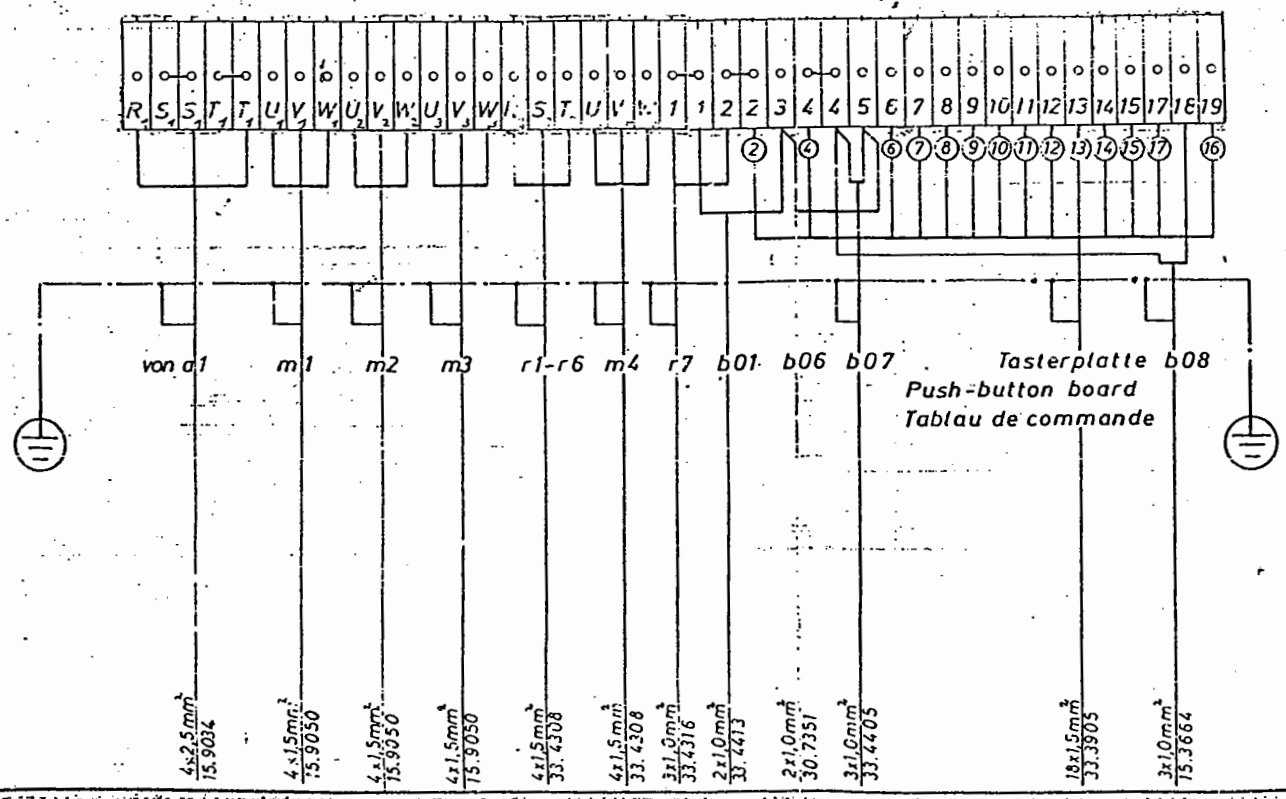 R₁ S₁ S₁ T₁ T₁ U₁ V₁ W₁ U₂ V₂ W₂ U₃ V₃ W₃ S T U V 1 1 2 2 3 4 4 5 6 7 8 9 10 11 12 13 14 15 17 18 19
2 4 6 7 8 9 10 11 12 13 14 15 17 16
von a1 m1 m2 m3 r1-r6 m4 r7 b01 b06 b07 Tasterplatte b08
Push-button board
Tablau de commande
4x2,5mm²
15.9034
4x1,5mm²
15.9050
4x1,5mm²
15.9050
4x1,5mm²
15.9050
4x1,5mm²
33.4308
4x1,5mm²
33.4308
3x1,0mm²
33.4316
2x1,0mm²
33.4413
2x1,0mm²
30.7351
3x1,0mm²
33.4405
18x1,5mm²
33.3905
3x1,0mm²
15.3664